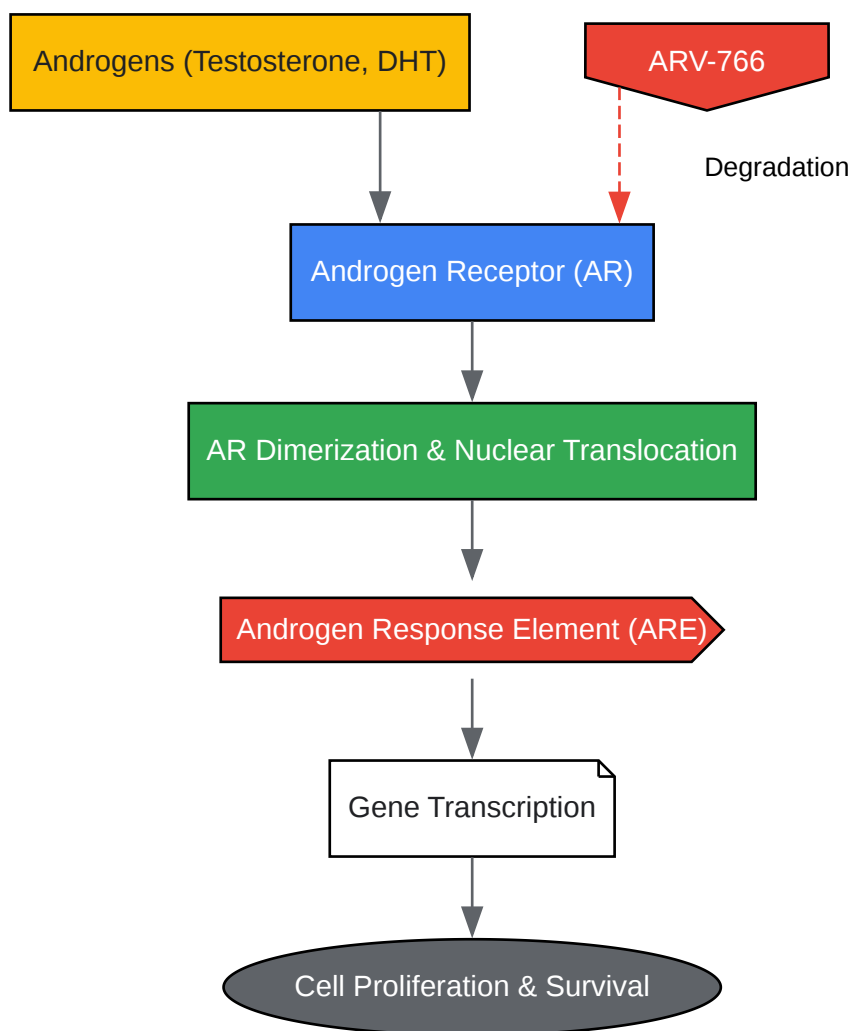 Androgens (Testosterone, DHT)
ARV-766
Degradation
Androgen Receptor (AR)
AR Dimerization & Nuclear Translocation
Androgen Response Element (ARE)
Gene Transcription
Cell Proliferation & Survival